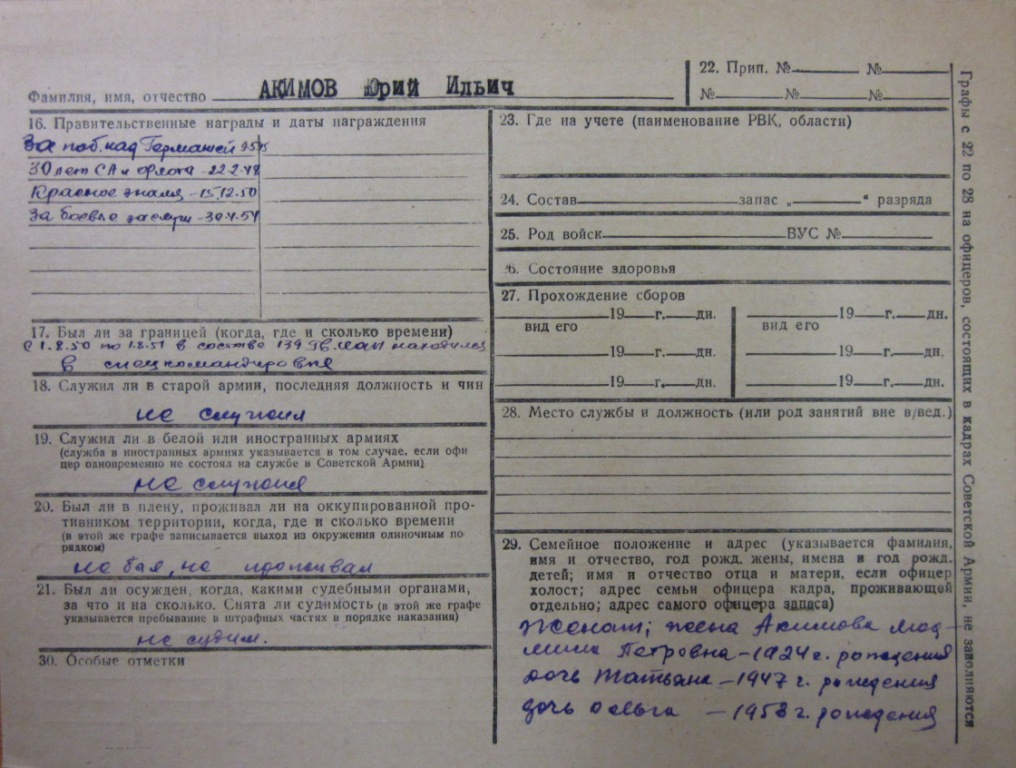 Фамилия, имя, отчество АКИМОВ Юрий Ильич
22. Прип. № №
№ № №
16. Правительственные награды и даты награждения
За поб. над Германией 9545
30 лет СА и флота -22.2.48
Красное знамя -15.12.50
За боевые заслуги -30.4.54
17. Был ли за границей (когда, где и сколько времени)
С 1.8.50 по 1.8.51 в составе 139 гв. иап находился
в спецкомандировке
18. Служил ли в старой армии, последняя должность и чин
не служил
19. Служил ли в белой или иностранных армиях
(служба в иностранных армиях указывается в том случае, если офи
цер одновременно не состоял на службе в Советской Армии)
не служил
20. Был ли в плену, проживал ли на оккупированной про-
тивником территории, когда, где и сколько времени
(в этой же графе записывается выход из окружения одиночным по
рядком)
не был, не проживал
21. Был ли осужден, когда, какими судебными органами,
за что и на сколько. Снята ли судимость (в этой же графе
указывается пребывание в штрафных частях в порядке наказания)
не судим.
30. Особые отметки
23. Где на учете (наименование РВК, области)
24. Состав запас „ “ разряда
25. Род войск ВУС №
26. Состояние здоровья
27. Прохождение сборов
19 г. дн. 19 г. дн.
вид его вид его
19 г. дн. 19 г. дн.
19 г. дн. 19 г. дн.
28. Место службы и должность (или род занятий вне в/вед.)
29. Семейное положение и адрес (указывается фамилия,
имя и отчество, год рожд. жены, имена и год рожд.
детей; имя и отчество отца и матери, если офицер
холост; адрес семьи офицера кадра, проживающей
отдельно; адрес самого офицера запаса)
Женат; жена Акимова Люд-
мила Петровна -1924 г. рождения
дочь Татьяна -1947 г. рождения
дочь Ольга -1953 г. рождения
Графы с 22 по 28 на офицеров, состоящих в кадрах Советской Армии, не заполняются